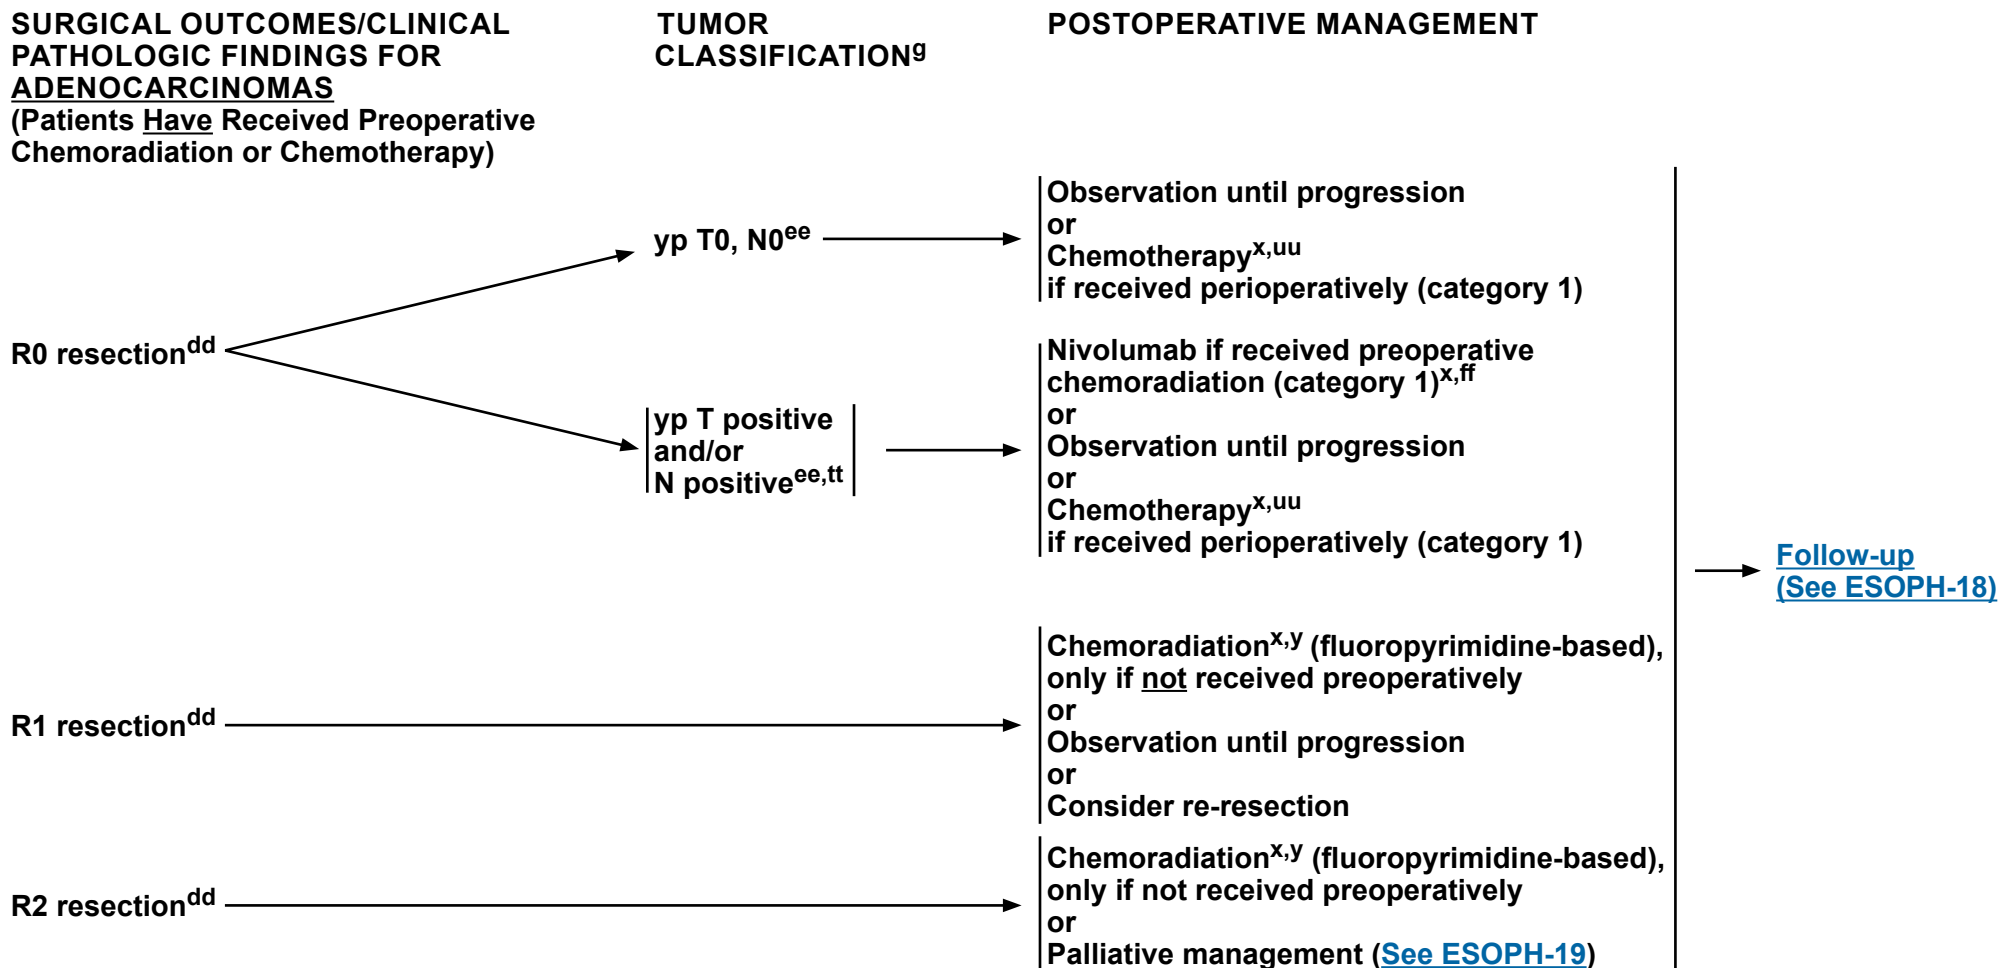 SURGICAL OUTCOMES/CLINICAL
PATHOLOGIC FINDINGS FOR
ADENOCARCINOMAS
(Patients Have Received Preoperative
Chemoradiation or Chemotherapy)
TUMOR
CLASSIFICATIONg
POSTOPERATIVE MANAGEMENT
R0 resectiondd
yp T0, N0ee
Observation until progression
or
Chemotherapyx,uu
if received perioperatively (category 1)
yp T positive
and/or
N positiveee,tt
Nivolumab if received preoperative
chemoradiation (category 1)x,ff
or
Observation until progression
or
Chemotherapyx,uu
if received perioperatively (category 1)
R1 resectiondd
Chemoradiationx,y (fluoropyrimidine-based),
only if not received preoperatively
or
Observation until progression
or
Consider re-resection
R2 resectiondd
Chemoradiationx,y (fluoropyrimidine-based),
only if not received preoperatively
or
Palliative management (See ESOPH-19)
Follow-up
(See ESOPH-18)